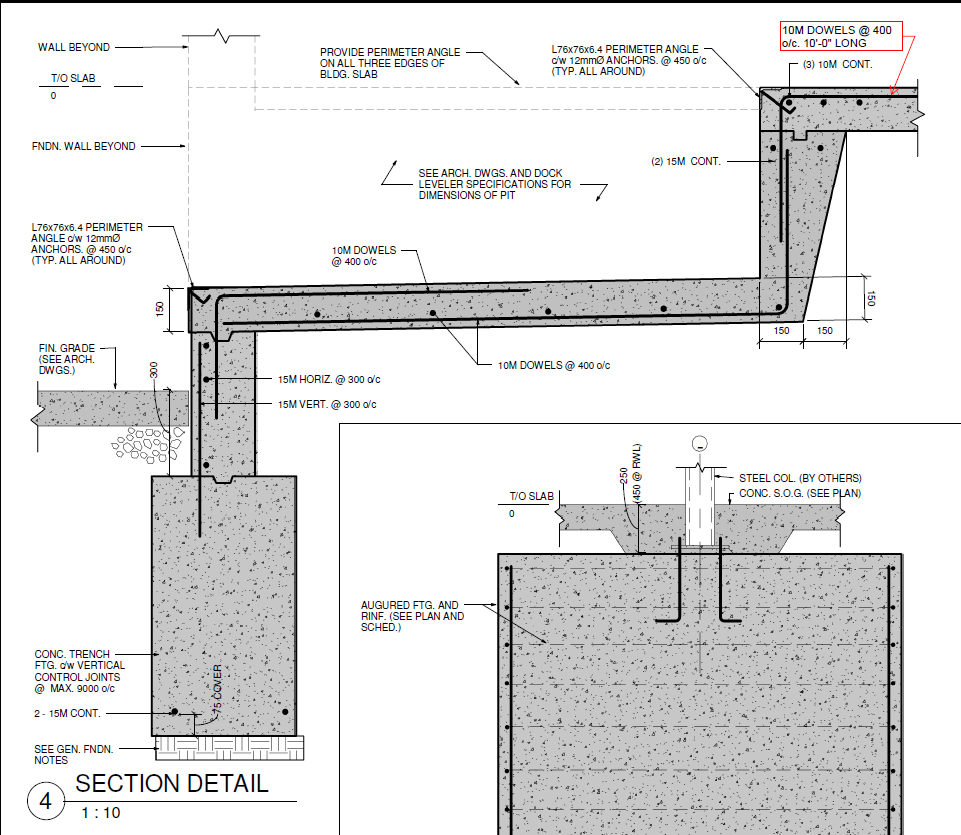 WALL BEYOND
T/O SLAB
0
FNDN. WALL BEYOND
PROVIDE PERIMETER ANGLE
ON ALL THREE EDGES OF
BLDG. SLAB
L76x76x6.4 PERIMETER ANGLE
c/w 12mmØ ANCHORS. @ 450 o/c
(TYP. ALL AROUND)
10M DOWELS @ 400
o/c. 10'-0" LONG
(3) 10M CONT.
(2) 15M CONT.
SEE ARCH. DWGS. AND DOCK
LEVELER SPECIFICATIONS FOR
DIMENSIONS OF PIT
L76x76x6.4 PERIMETER
ANGLE c/w 12mmØ
ANCHORS. @ 450 o/c
(TYP. ALL AROUND)
10M DOWELS
@ 400 o/c
150
150
150
150
10M DOWELS @ 400 o/c
FIN. GRADE
(SEE ARCH.
DWGS.)
300
15M HORIZ. @ 300 o/c
15M VERT. @ 300 o/c
CONC. TRENCH
FTG. c/w VERTICAL
CONTROL JOINTS
@ MAX. 9000 o/c
75 COVER
2 - 15M CONT.
SEE GEN. FNDN.
NOTES
4
SECTION DETAIL
1 : 10
–
250
(450 @ RWL)
STEEL COL. (BY OTHERS)
CONC. S.O.G. (SEE PLAN)
T/O SLAB
0
AUGURED FTG. AND
RINF. (SEE PLAN AND
SCHED.)